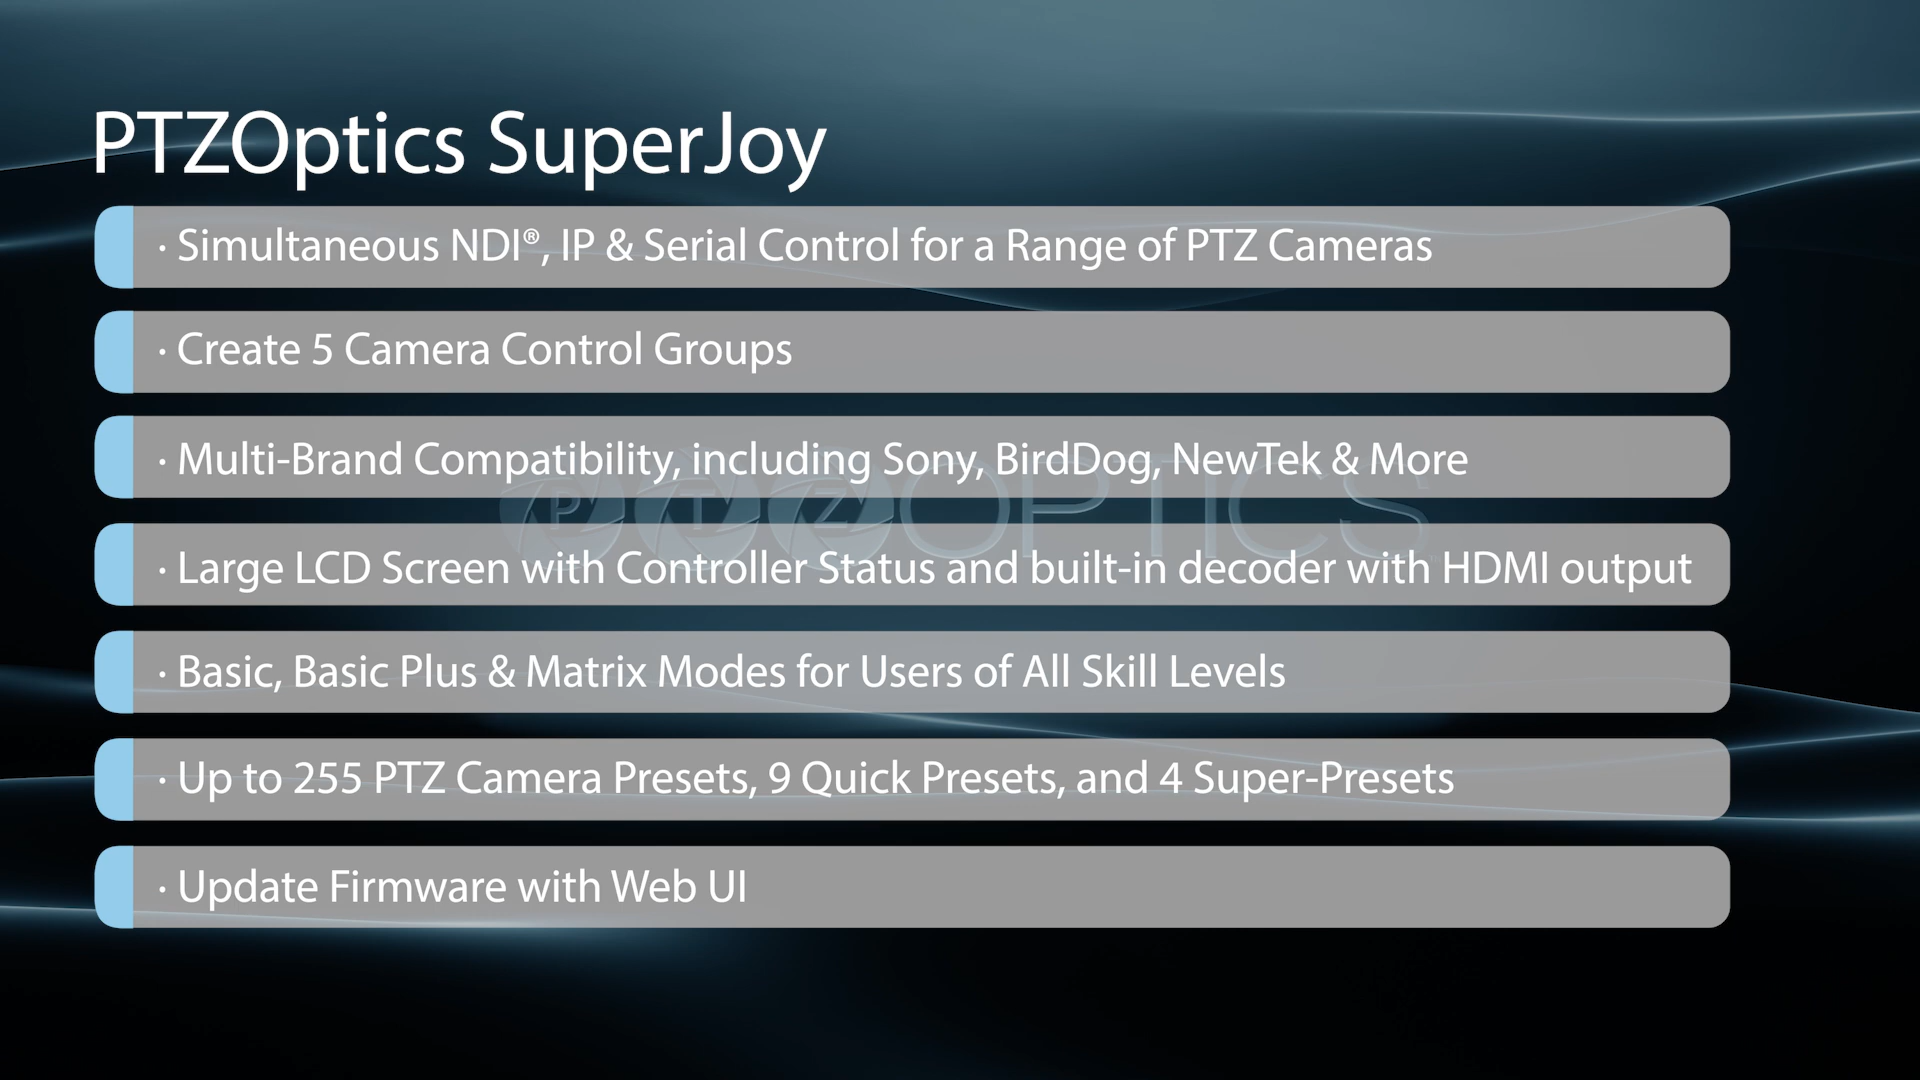 PTZOptics SuperJoy
· Simultaneous NDI®, IP & Serial Control for a Range of PTZ Cameras
· Create 5 Camera Control Groups
· Multi-Brand Compatibility, including Sony, BirdDog, NewTek & More
PTZOPTICS
· Large LCD Screen with Controller Status and built-in decoder with HDMI output
· Basic, Basic Plus & Matrix Modes for Users of All Skill Levels
· Up to 255 PTZ Camera Presets, 9 Quick Presets, and 4 Super-Presets
· Update Firmware with Web UI